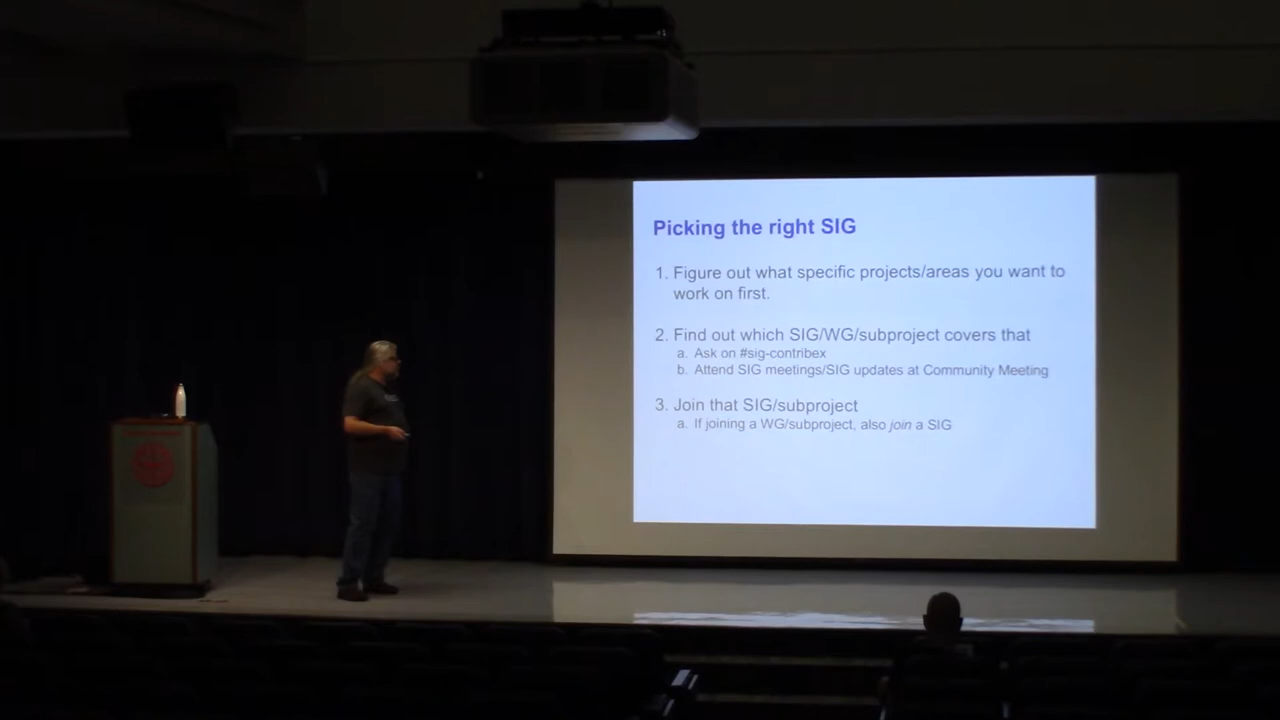 Picking the right SIG
1. Figure out what specific projects/areas you want to
work on first.
2. Find out which SIG/WG/subproject covers that
a. Ask on #sig-contribex
b. Attend SIG meetings/SIG updates at Community Meeting
3. Join that SIG/subproject
a. If joining a WG/subproject, also join a SIG